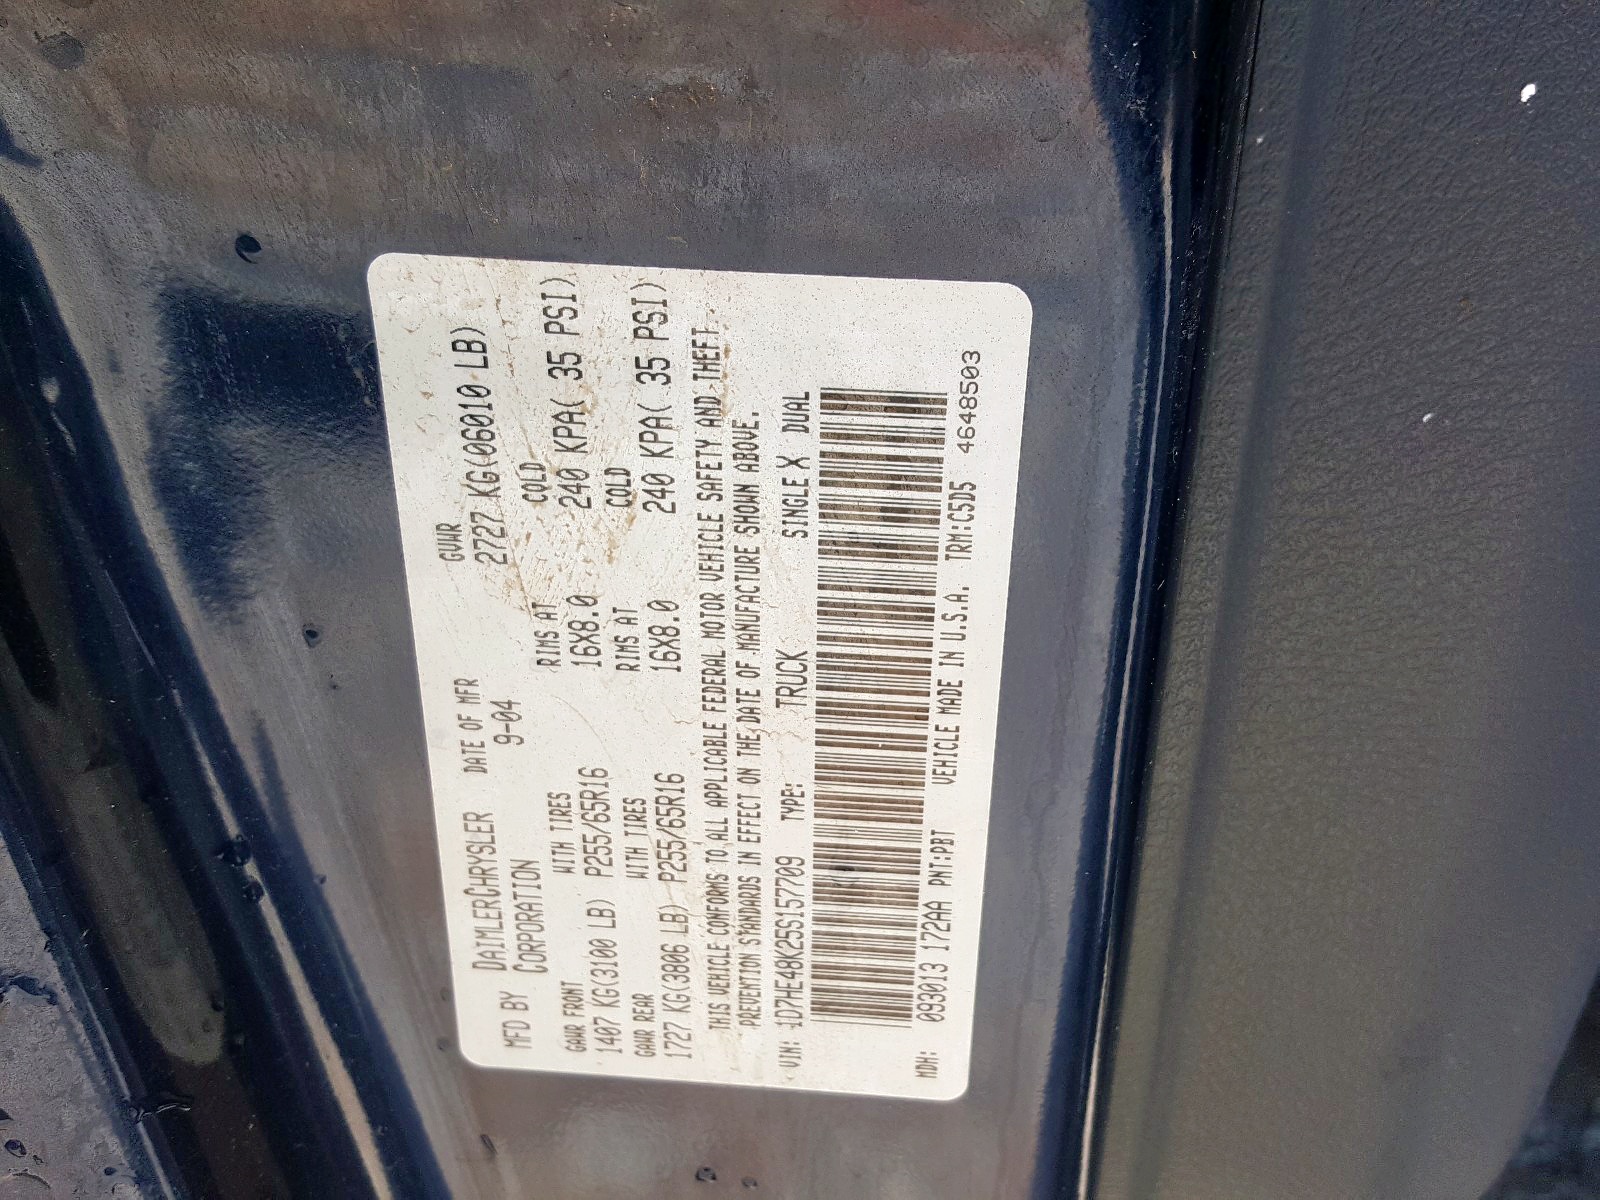 MFD BY DAIMLERCHRYSLER DATE OF MFR GVWR
CORPORATION 9-04 2727 KG(06010 LB)
GAWR FRONT WITH TIRES RIMS AT COLD
1407 KG(3100 LB) P255/65R16 16X8.0 240 KPA( 35 PSI)
GAWR REAR WITH TIRES RIMS AT COLD
1727 KG(3806 LB) P255/65R16 16X8.0 240 KPA( 35 PSI)
THIS VEHICLE CONFORMS TO ALL APPLICABLE FEDERAL MOTOR VEHICLE SAFETY AND THEFT
PREVENTION STANDARDS IN EFFECT ON THE DATE OF MANUFACTURE SHOWN ABOVE.
VIN: 1D7HE48K25S157709 TYPE: TRUCK SINGLE X DUAL
MDH: 093013 172AA PNT:PBT VEHICLE MADE IN U.S.A. TRM:C5D5 4648503